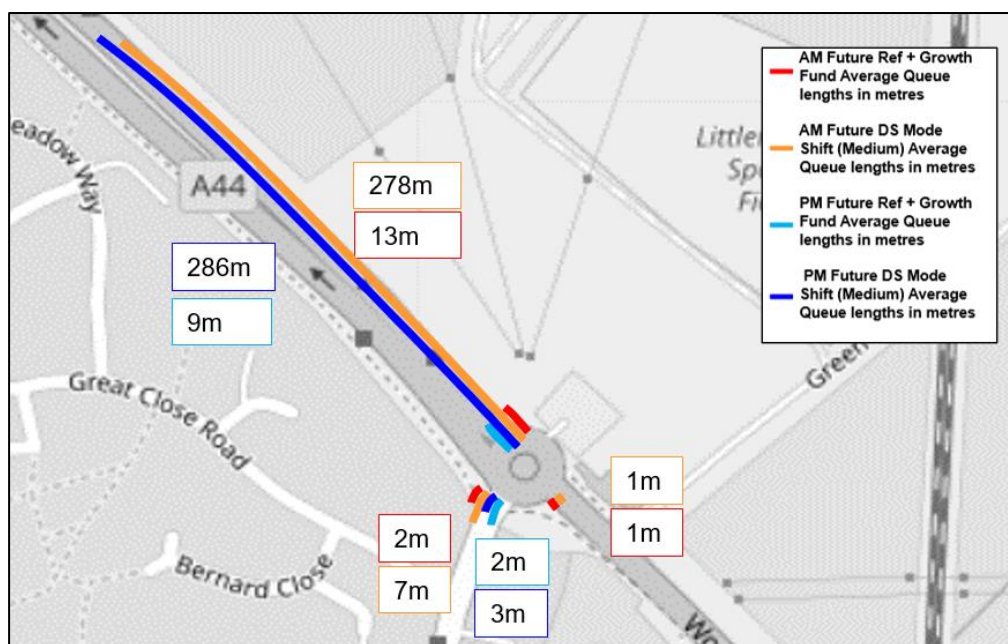 AM Future Ref + Growth
Fund Average Queue
lengths in metres
AM Future DS Mode
Shift (Medium) Average
Queue lengths in metres
PM Future Ref + Growth
Fund Average Queue
lengths in metres
PM Future DS Mode
Shift (Medium) Average
Queue lengths in metres
eadow Way
A44
278m
13m
286m
9m
Great Close Road
Bernard Close
Green
1m
1m
2m
7m
2m
3m